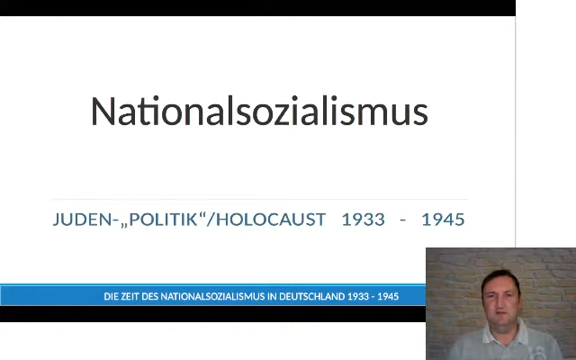 Nationalsozialismus
JUDEN-„POLITIK“/HOLOCAUST 1933 - 1945
DIE ZEIT DES NATIONALSOZIALISMUS IN DEUTSCHLAND 1933 - 1945